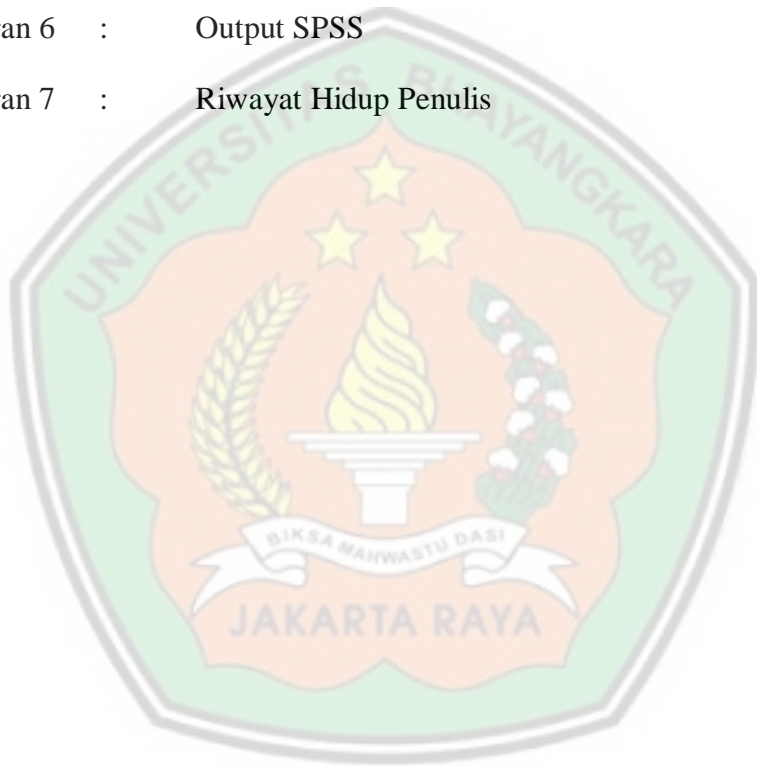 ran 6 : Output SPSS
ran 7 : Riwayat Hidup Penulis
UNIVERSITAS BHAYANGKARA
BIKSA MAHWASTU DASI
JAKARTA RAYA